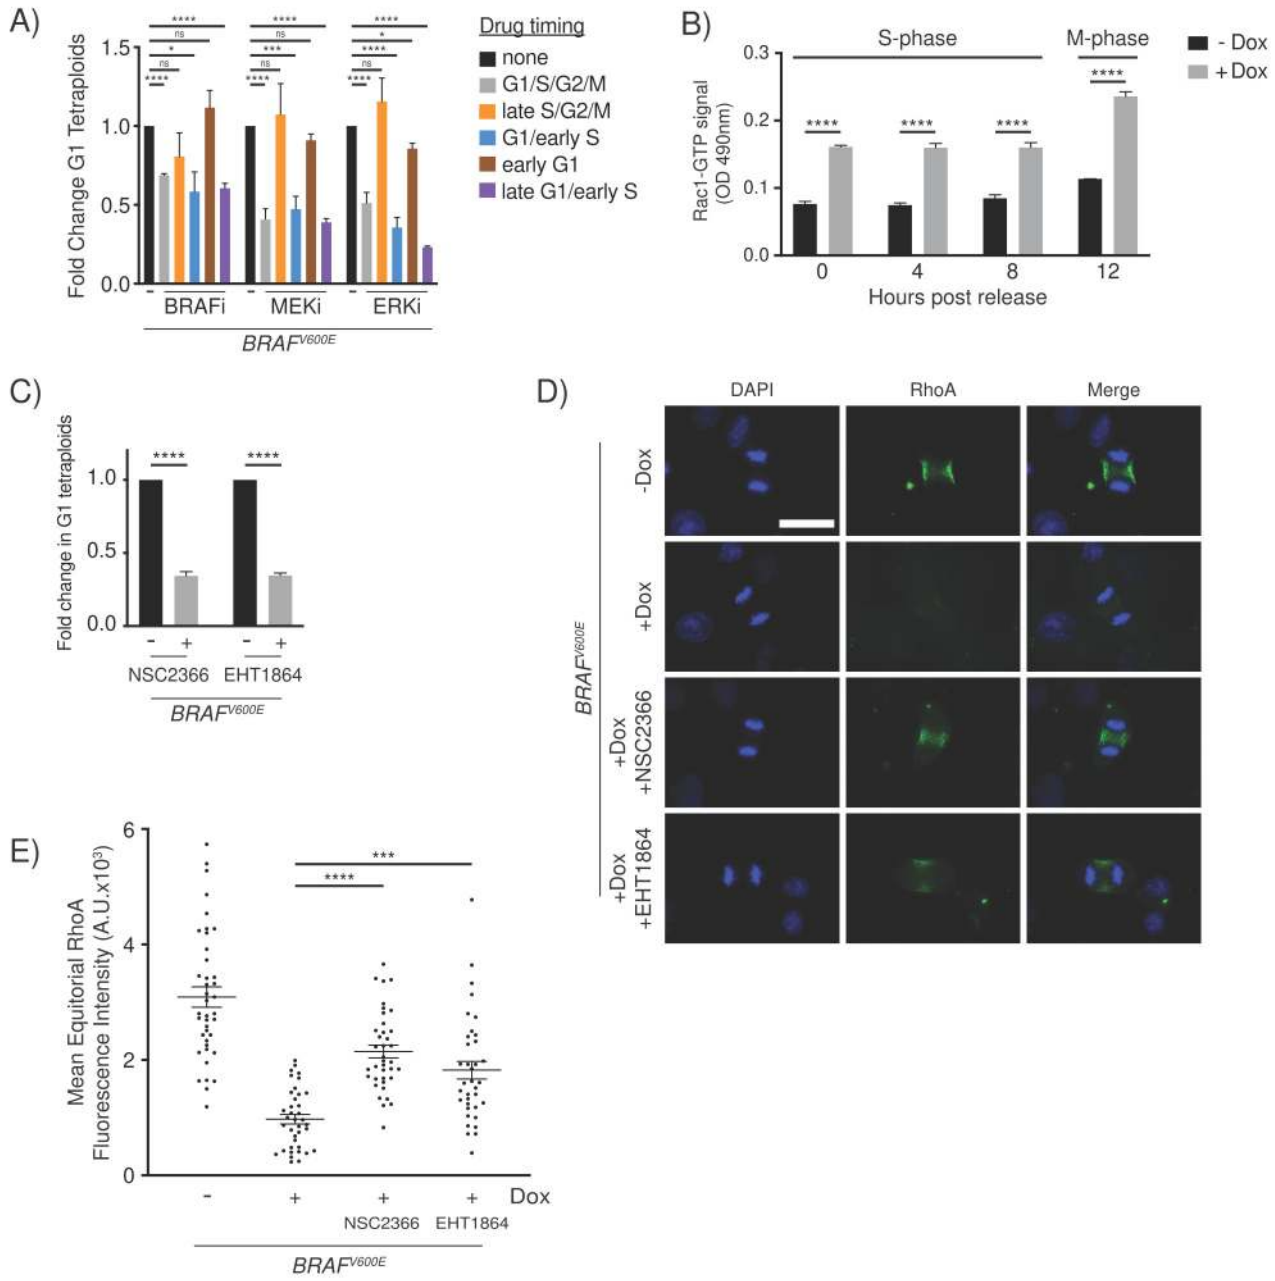 A)
Fold Change G1 Tetraploids
1.5
1.0
0.5
0.0
****
ns
*
ns
****
****
ns
***
ns
****
****
*
****
ns
****
-
BRAFi
-
MEKi
-
ERKi
BRAF^V600E
Drug timing
none
G1/S/G2/M
late S/G2/M
G1/early S
early G1
late G1/early S
B)
Rac1-GTP signal
(OD 490nm)
0.3
0.2
0.1
0.0
S-phase
M-phase
****
****
****
****
0
4
8
12
Hours post release
- Dox
+ Dox
C)
Fold change in G1 tetraploids
1.0
0.5
0.0
****
****
-
+
-
+
NSC2366
EHT1864
BRAF^V600E
D)
DAPI
RhoA
Merge
BRAF^V600E
-Dox
+Dox
+Dox
+NSC2366
+Dox
+EHT1864
E)
Mean Equitorial RhoA
Fluorescence Intensity (A.U.x10³)
6
4
2
0
***
****
-
+
+
+
Dox
NSC2366
EHT1864
BRAF^V600E